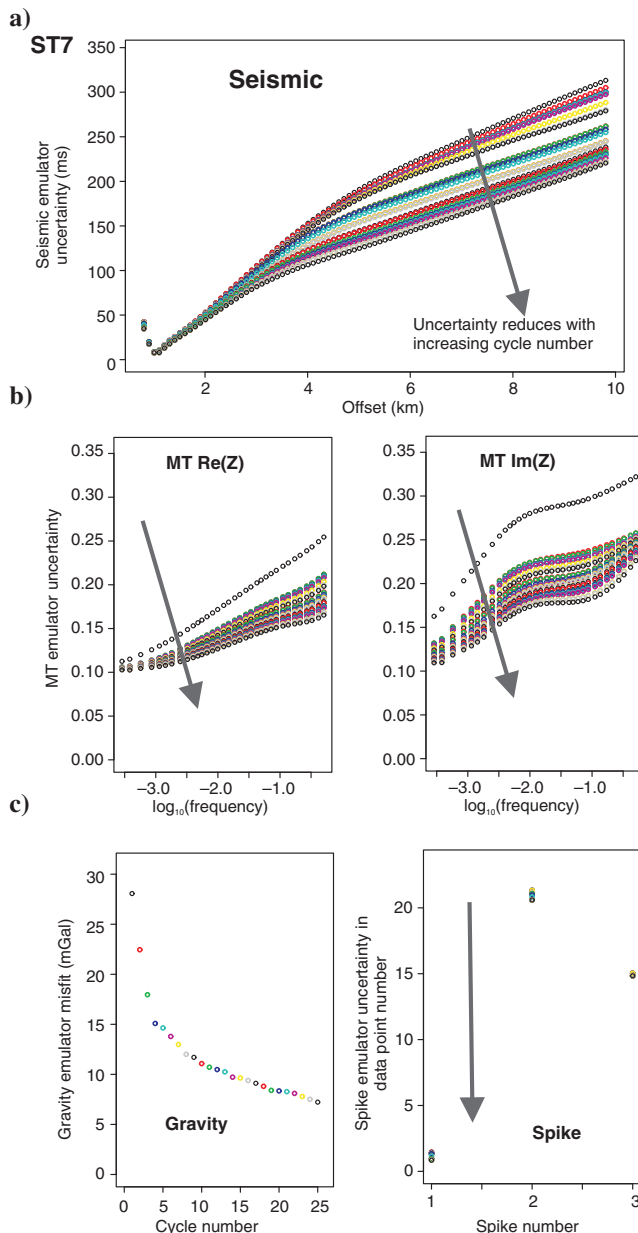 a)
ST7
Seismic
350
300
250
200
150
100
50
0
Seismic emulator
uncertainty (ms)
Uncertainty reduces with
increasing cycle number
2 4 6 8 10
Offset (km)
b)
MT Re(Z)
0.35
0.30
0.25
0.20
0.15
0.10
0.05
0.00
MT emulator uncertainty
−3.0 −2.0 −1.0
log₁₀(frequency)
MT Im(Z)
0.35
0.30
0.25
0.20
0.15
0.10
0.05
0.00
−3.0 −2.0 −1.0
log₁₀(frequency)
c)
30
25
20
15
10
5
0
Gravity emulator misfit (mGal)
Gravity
0 5 10 15 20 25
Cycle number
20
15
10
5
0
Spike emulator uncertainty in
data point number
Spike
1 2 3
Spike number